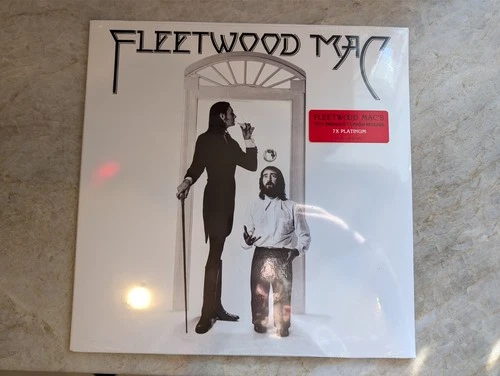 FLEETWOOD MAC
FLEETWOOD MAC'S
7X PLATINUM